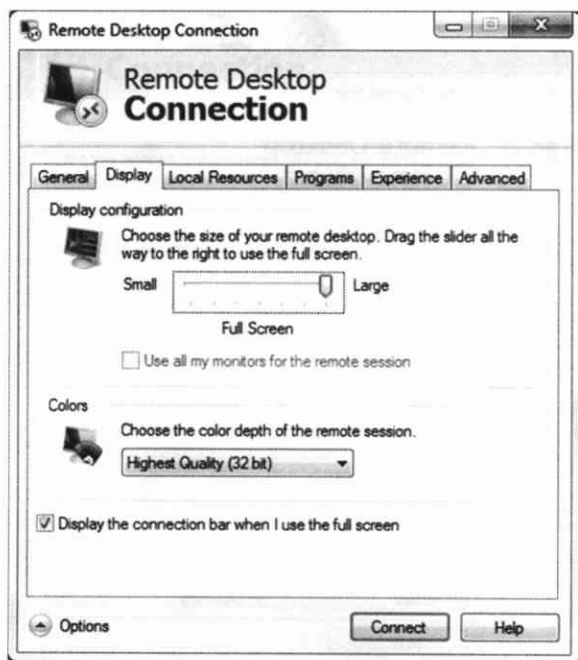 Remote Desktop Connection
Remote Desktop
Connection
General Display Local Resources Programs Experience Advanced
Display configuration
Choose the size of your remote desktop. Drag the slider all the
way to the right to use the full screen.
Small Large
Full Screen
Use all my monitors for the remote session
Colors
Choose the color depth of the remote session.
Highest Quality (32 bit)
Display the connection bar when I use the full screen
Options Connect Help